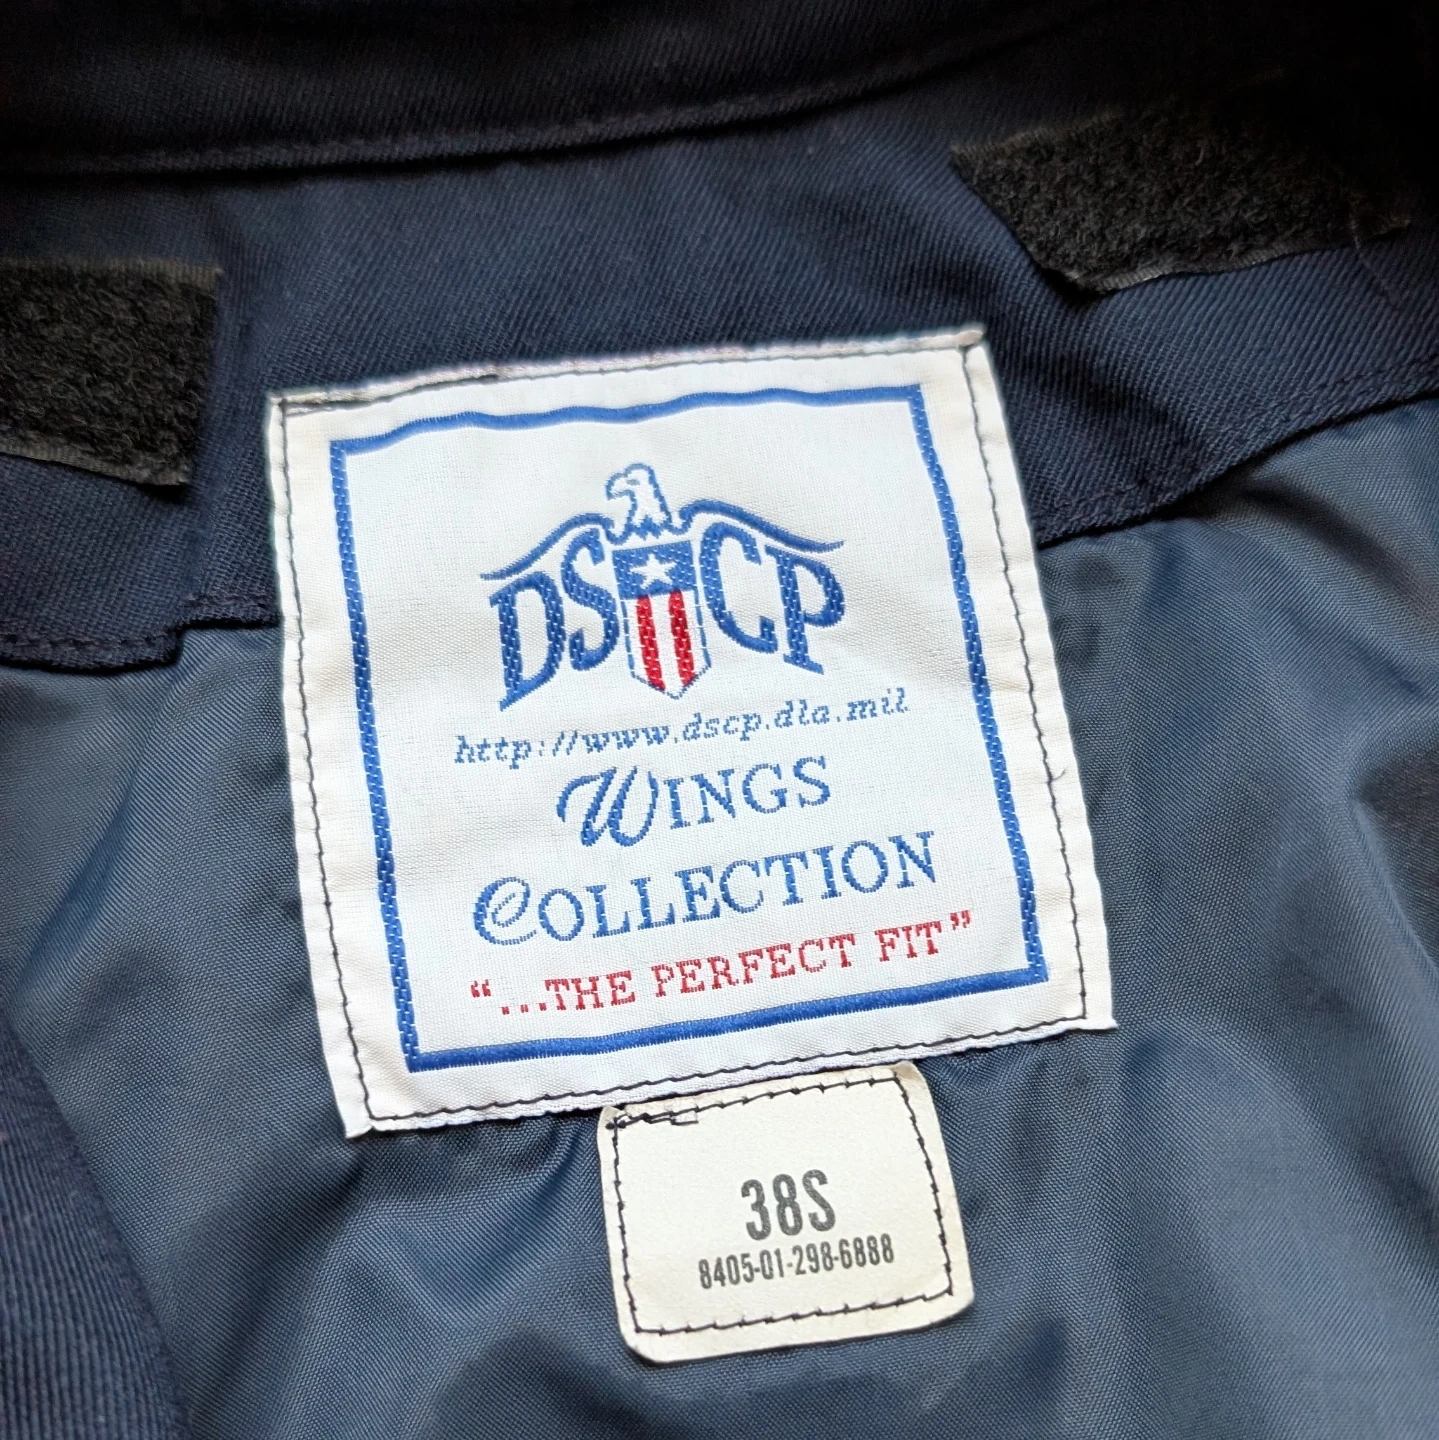 DSCP
http://www.dscp.dla.mil
WINGS
COLLECTION
"...THE PERFECT FIT"
38S
8405-01-298-6888